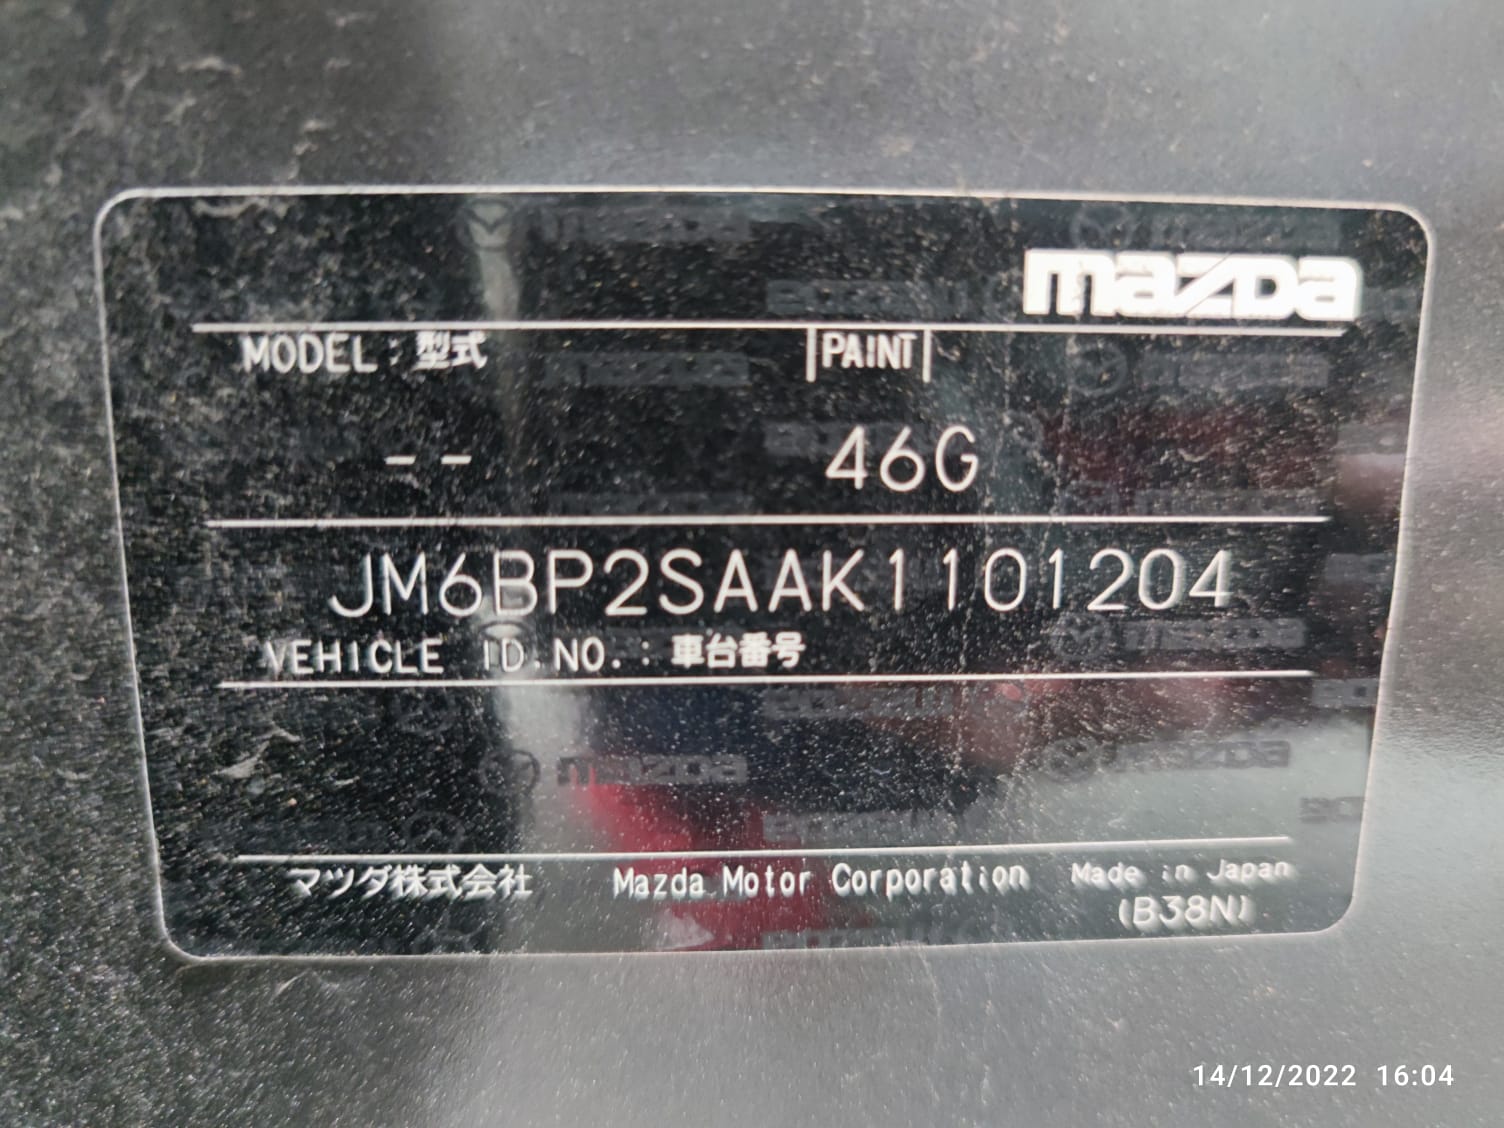 mazda
MODEL : 型式 PAINT
-- 46G
JM6BP2SAAK1101204
VEHICLE ID.NO. : 車台番号
マツダ株式会社 Mazda Motor Corporation Made in Japan
(B38N)
14/12/2022 16:04